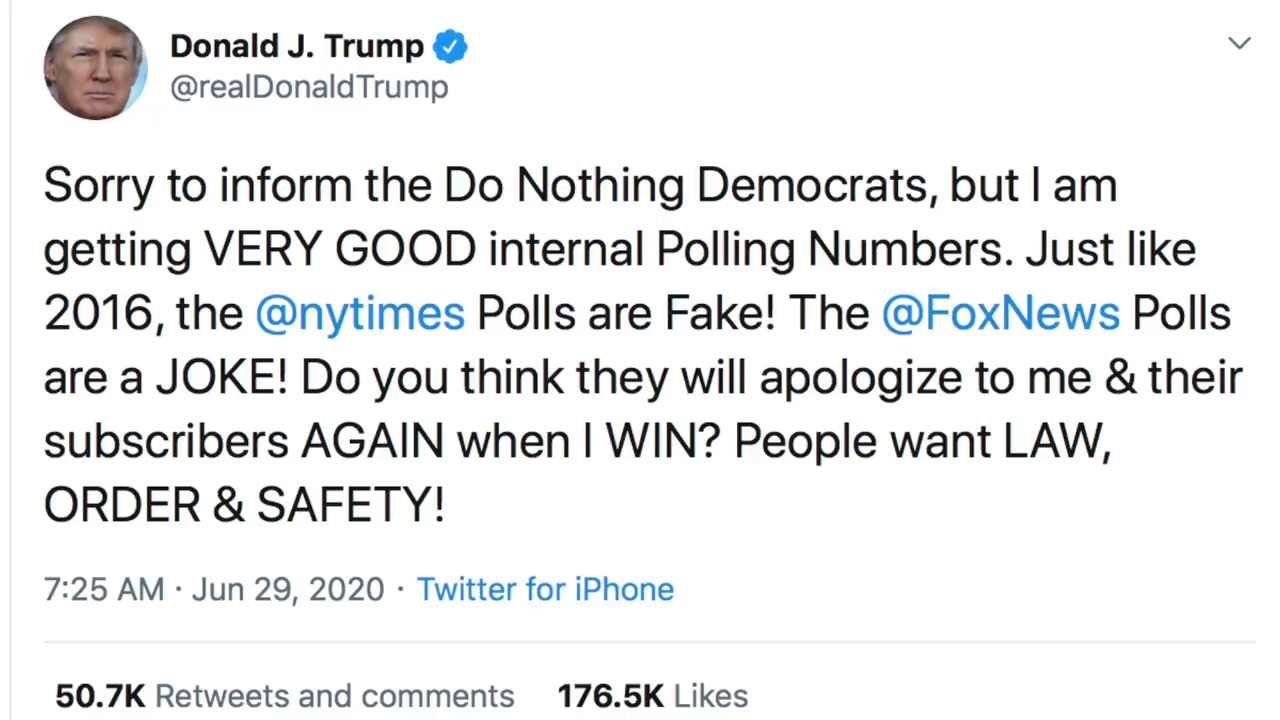 Donald J. Trump
@realDonaldTrump
Sorry to inform the Do Nothing Democrats, but I am
getting VERY GOOD internal Polling Numbers. Just like
2016, the @nytimes Polls are Fake! The @FoxNews Polls
are a JOKE! Do you think they will apologize to me & their
subscribers AGAIN when I WIN? People want LAW,
ORDER & SAFETY!
7:25 AM · Jun 29, 2020 · Twitter for iPhone
50.7K Retweets and comments 176.5K Likes